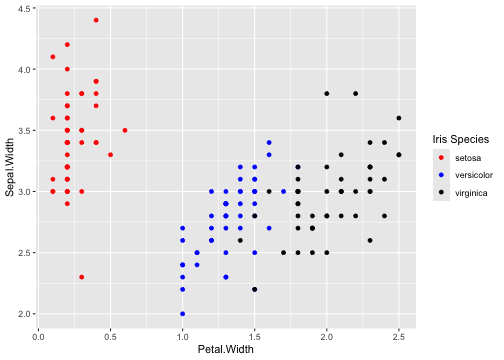 4.5
4.0
3.5
3.0
2.5
2.0
Sepal.Width
0.0 0.5 1.0 1.5 2.0 2.5
Petal.Width
Iris Species
setosa
versicolor
virginica